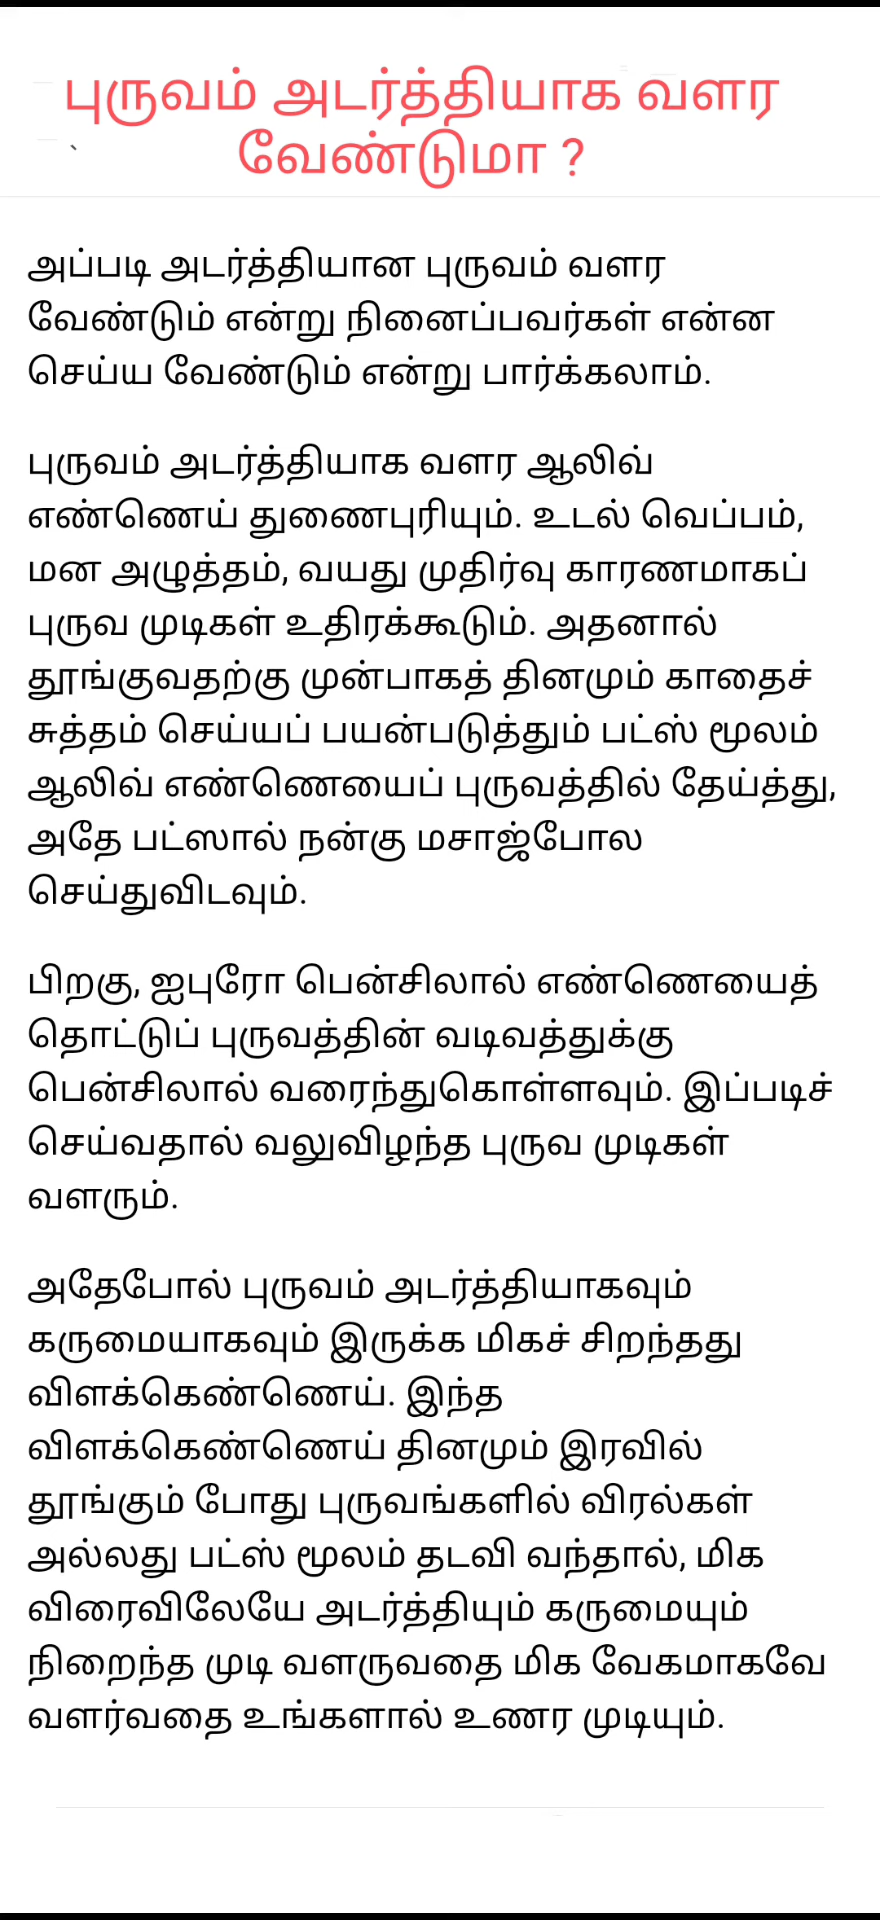 புருவம் அடர்த்தியாக வளர
வேண்டுமா ?
அப்படி அடர்த்தியான புருவம் வளர
வேண்டும் என்று நினைப்பவர்கள் என்ன
செய்ய வேண்டும் என்று பார்க்கலாம்.
புருவம் அடர்த்தியாக வளர ஆலிவ்
எண்ணெய் துணைபுரியும். உடல் வெப்பம்,
மன அழுத்தம், வயது முதிர்வு காரணமாகப்
புருவ முடிகள் உதிரக்கூடும். அதனால்
தூங்குவதற்கு முன்பாகத் தினமும் காதைச்
சுத்தம் செய்யப் பயன்படுத்தும் பட்ஸ் மூலம்
ஆலிவ் எண்ணெயைப் புருவத்தில் தேய்த்து,
அதே பட்ஸால் நன்கு மசாஜ்போல
செய்துவிடவும்.
பிறகு, ஐபுரோ பென்சிலால் எண்ணெயைத்
தொட்டுப் புருவத்தின் வடிவத்துக்கு
பென்சிலால் வரைந்துகொள்ளவும். இப்படிச்
செய்வதால் வலுவிழந்த புருவ முடிகள்
வளரும்.
அதேபோல் புருவம் அடர்த்தியாகவும்
கருமையாகவும் இருக்க மிகச் சிறந்தது
விளக்கெண்ணெய். இந்த
விளக்கெண்ணெய் தினமும் இரவில்
தூங்கும் போது புருவங்களில் விரல்கள்
அல்லது பட்ஸ் மூலம் தடவி வந்தால், மிக
விரைவிலேயே அடர்த்தியும் கருமையும்
நிறைந்த முடி வளருவதை மிக வேகமாகவே
வளர்வதை உங்களால் உணர முடியும்.